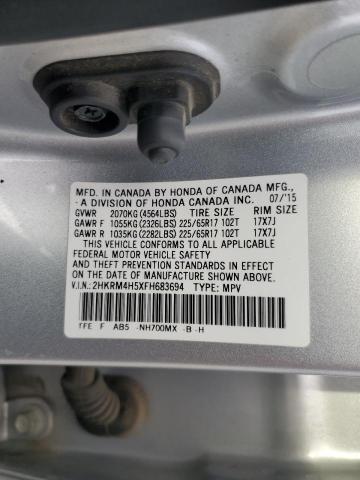 MFD. IN CANADA BY HONDA OF CANADA MFG.,
- A DIVISION OF HONDA CANADA INC. 07/'15
GVWR 2070KG (4564LBS) TIRE SIZE RIM SIZE
GAWR F 1055KG (2326LBS) 225/65R17 102T 17X7J
GAWR R 1035KG (2282LBS) 225/65R17 102T 17X7J
THIS VEHICLE CONFORMS TO ALL APPLICABLE
FEDERAL MOTOR VEHICLE SAFETY
STANDARDS IN EFFECT ON THE DATE OF
MANUFACTURE SHOWN ABOVE.
V.I.N.: 2HKRM4H5XFH683694 TYPE: MPV
TFE F AB5 -NH700MX -B -H